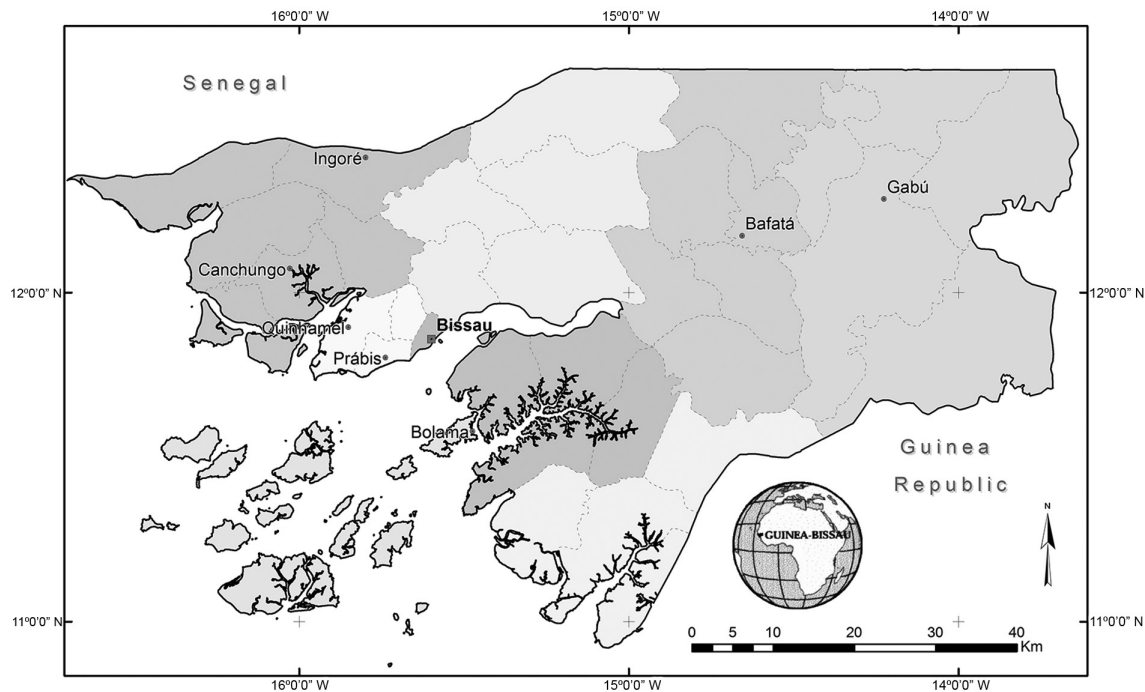 16°0'0" W
15°0'0" W
14°0'0" W
Senegal
Ingoré
Gabú
Bafatá
Canchungo
12°0'0" N
12°0'0" N
Quinhamel
Bissau
Prábis
Bolama
Guinea
Republic
N
GUINEA-BISSAU
11°0'0" N
11°0'0" N
0 5 10 20 30 40
Km
16°0'0" W
15°0'0" W
14°0'0" W